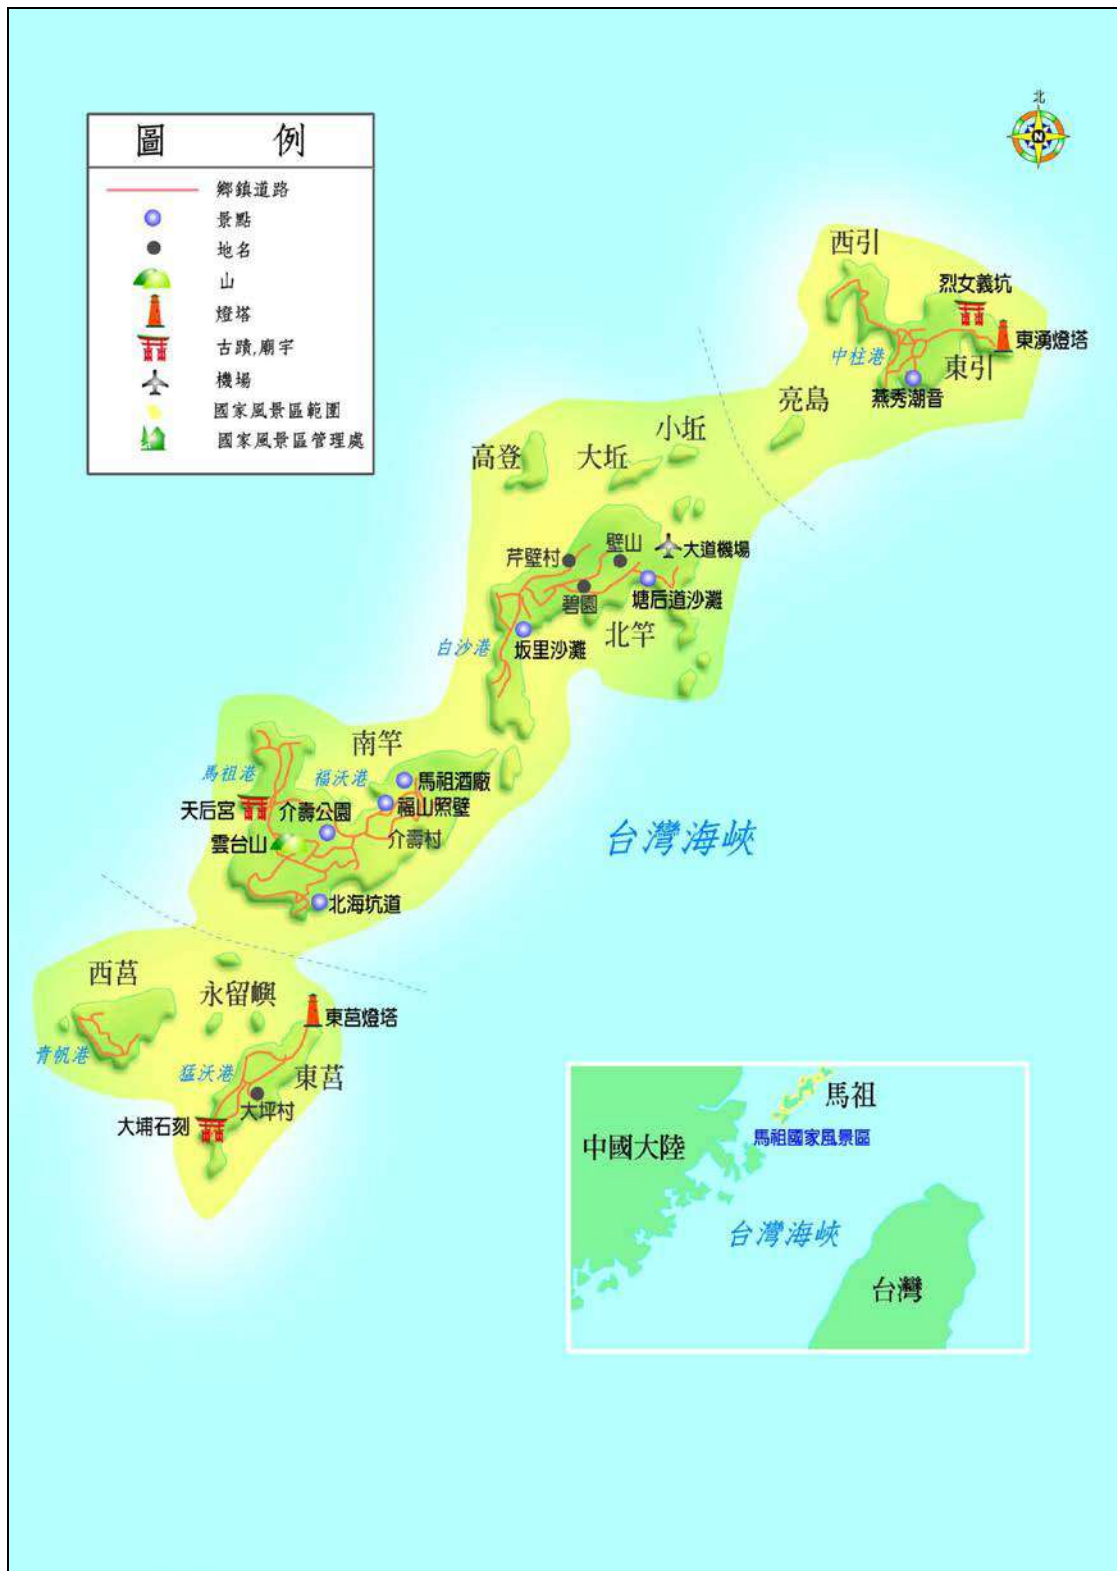 北
N
圖 例
鄉鎮道路
景點
地名
山
燈塔
古蹟,廟宇
機場
國家風景區範圍
國家風景區管理處
西引
烈女義坑
東湧燈塔
中柱港
東引
燕秀潮音
亮島
小坵
大坵
高登
壁山
大道機場
芹壁村
塘后道沙灘
碧園
北竿
白沙港
坂里沙灘
南竿
馬祖港
福沃港
馬祖酒廠
天后宮
介壽公園
福山照壁
雲台山
介壽村
台灣海峽
北海坑道
西莒
永留嶼
東莒燈塔
青帆港
猛沃港
東莒
大坪村
大埔石刻
馬祖
馬祖國家風景區
中國大陸
台灣海峽
台灣